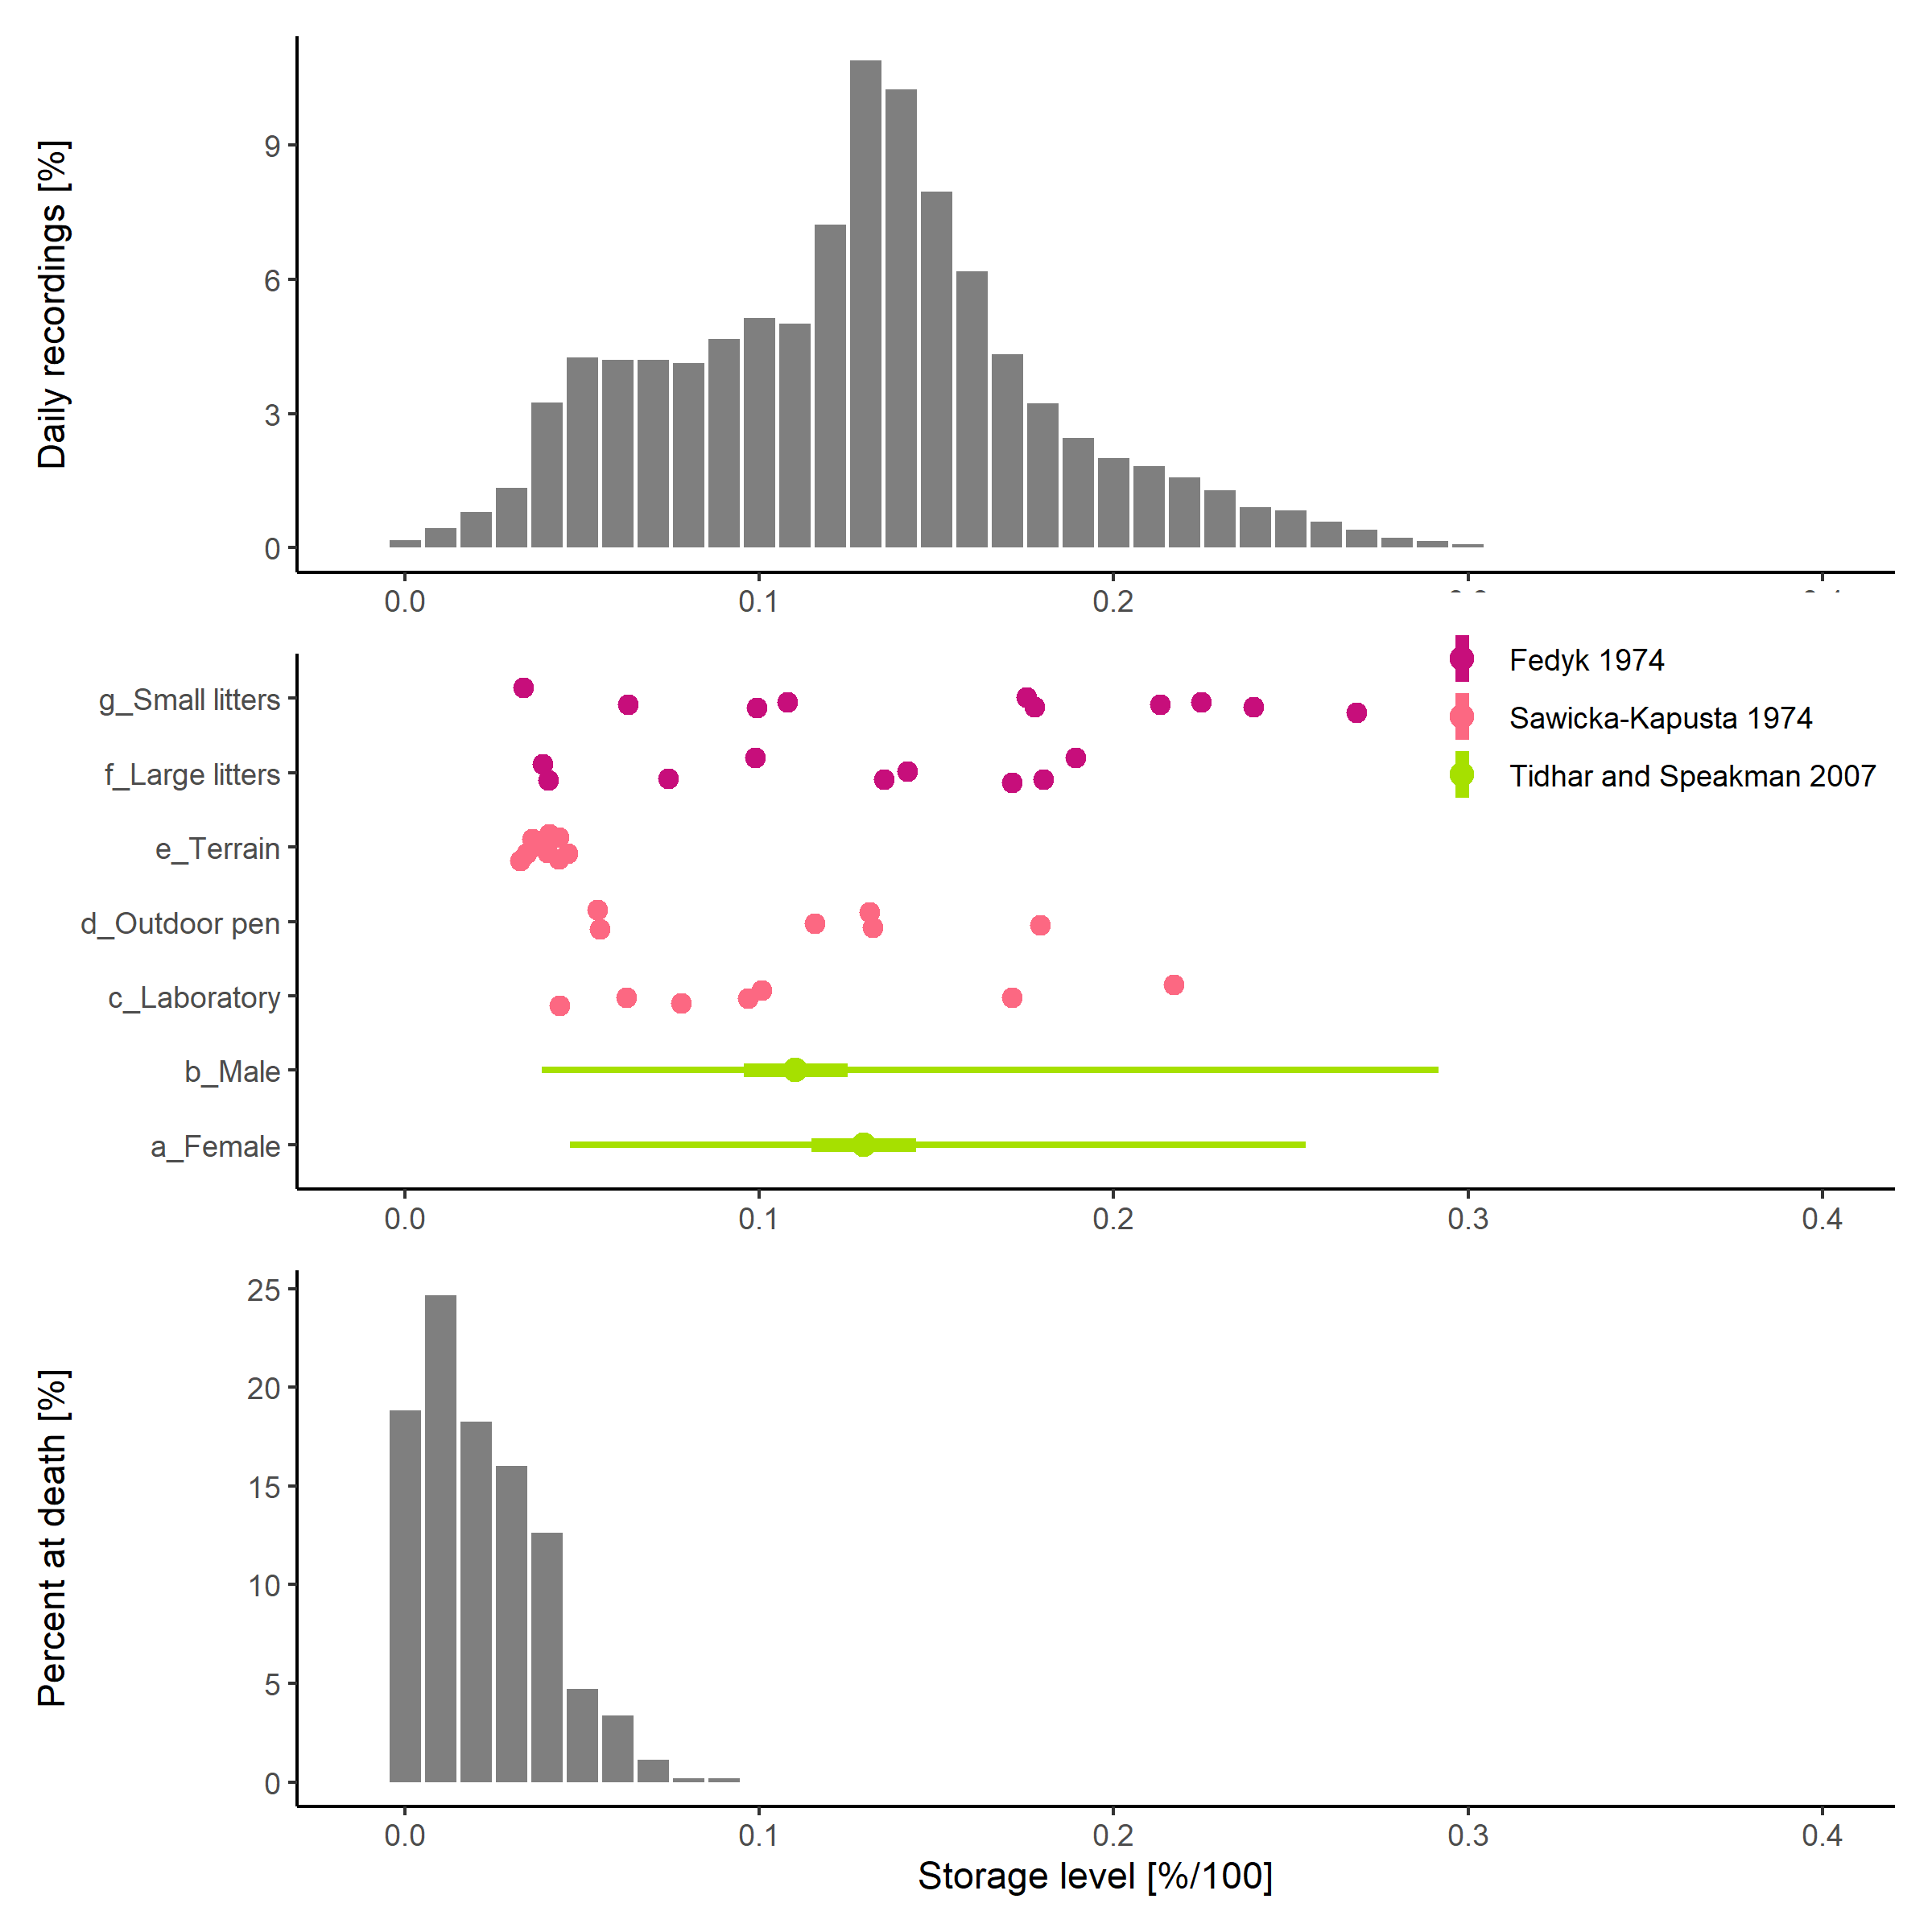 Daily recordings [%]
9
6
3
0
0.0 0.1 0.2
Fedyk 1974
Sawicka-Kapusta 1974
Tidhar and Speakman 2007
g_Small litters
f_Large litters
e_Terrain
d_Outdoor pen
c_Laboratory
b_Male
a_Female
0.0 0.1 0.2 0.3 0.4
Percent at death [%]
25
20
15
10
5
0
0.0 0.1 0.2 0.3 0.4
Storage level [%/100]